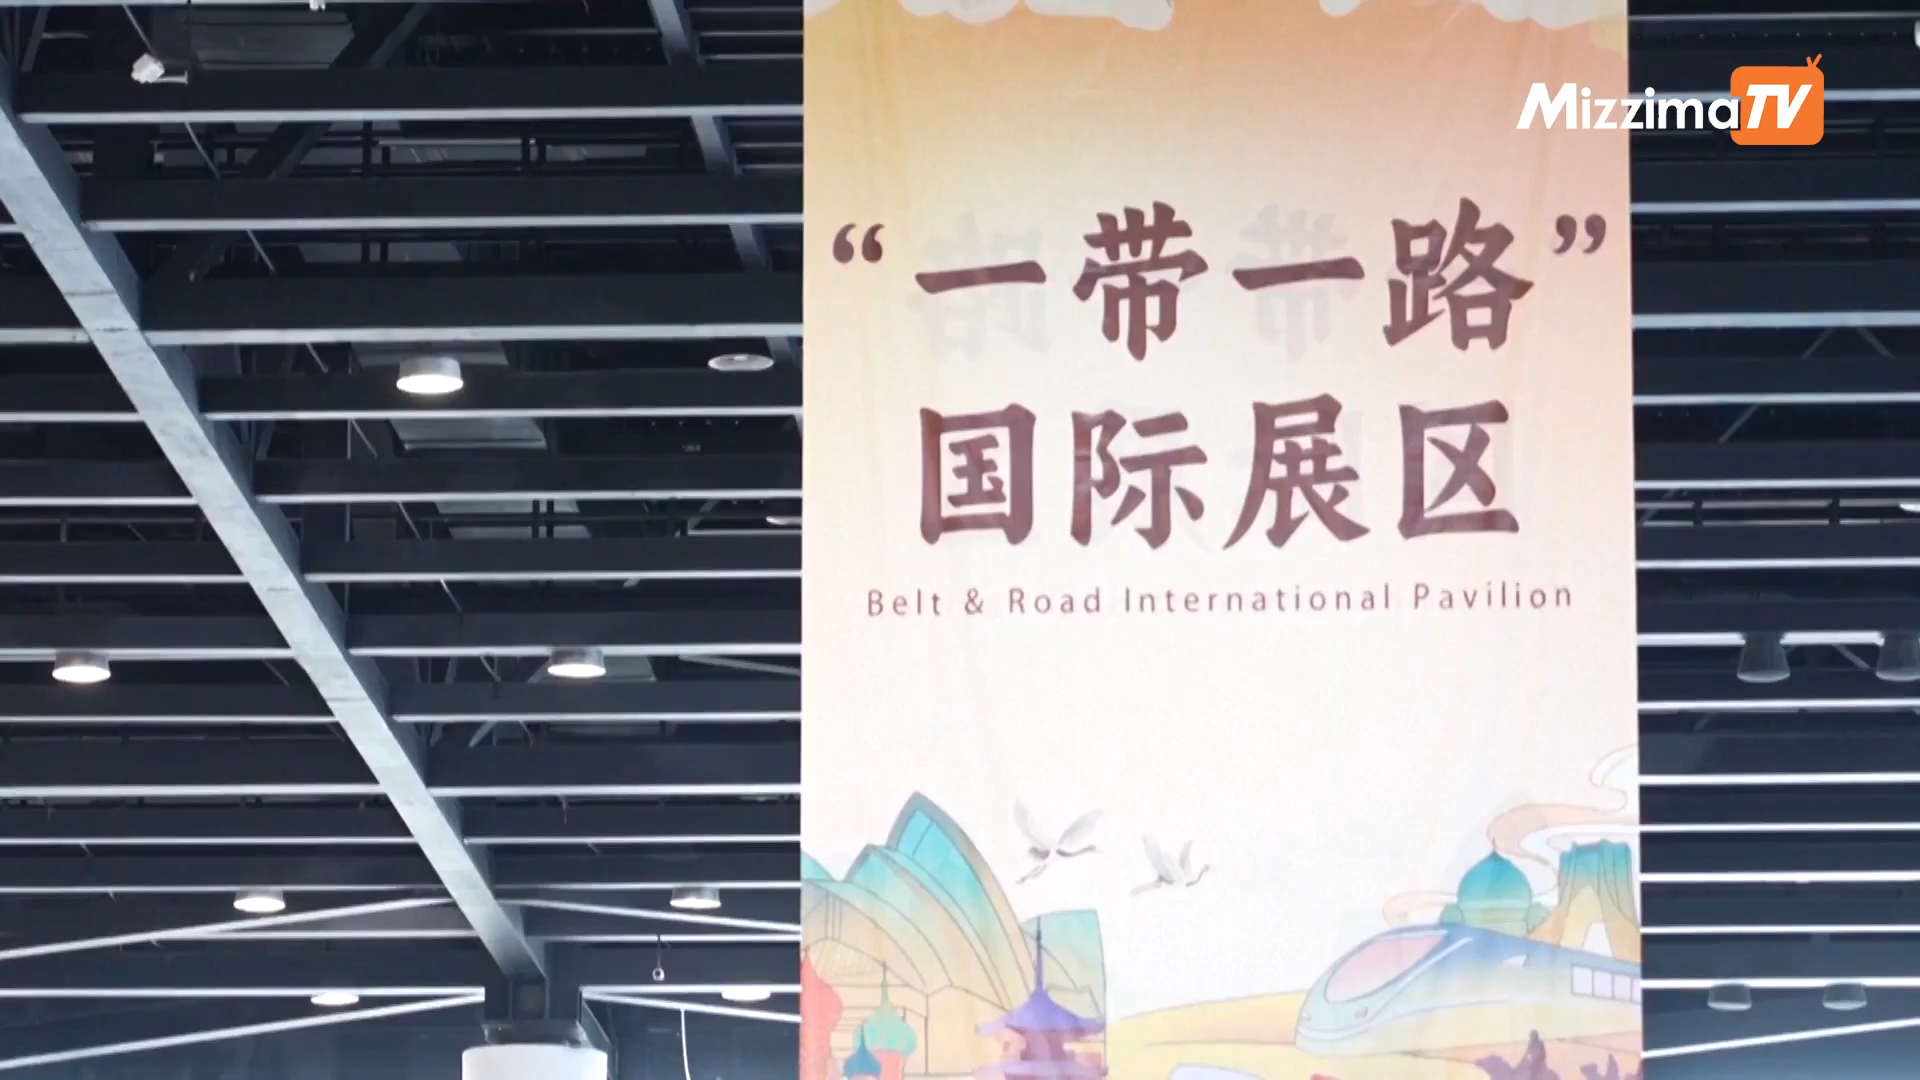 MizzimaTV
“一带一路”
国际展区
Belt & Road International Pavilion